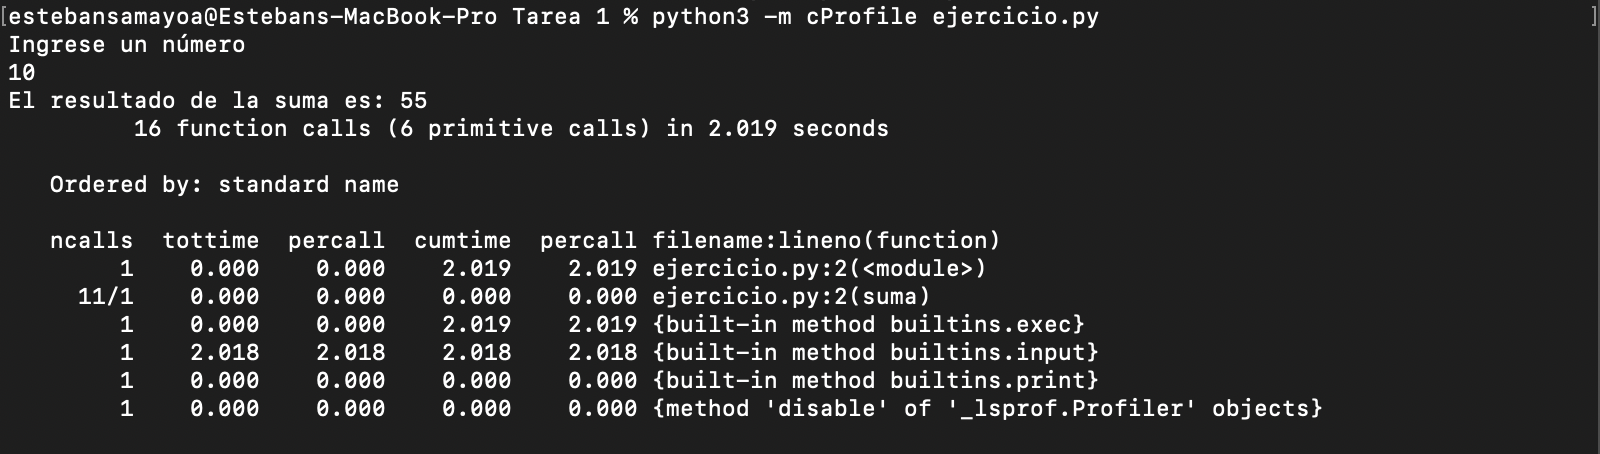 [estebansamayoa@Estebans-MacBook-Pro Tarea 1 % python3 -m cProfile ejercicio.py ]
Ingrese un número
10
El resultado de la suma es: 55
         16 function calls (6 primitive calls) in 2.019 seconds

   Ordered by: standard name

   ncalls  tottime  percall  cumtime  percall filename:lineno(function)
        1    0.000    0.000    2.019    2.019 ejercicio.py:2(<module>)
     11/1    0.000    0.000    0.000    0.000 ejercicio.py:2(suma)
        1    0.000    0.000    2.019    2.019 {built-in method builtins.exec}
        1    2.018    2.018    2.018    2.018 {built-in method builtins.input}
        1    0.000    0.000    0.000    0.000 {built-in method builtins.print}
        1    0.000    0.000    0.000    0.000 {method 'disable' of '_lsprof.Profiler' objects}